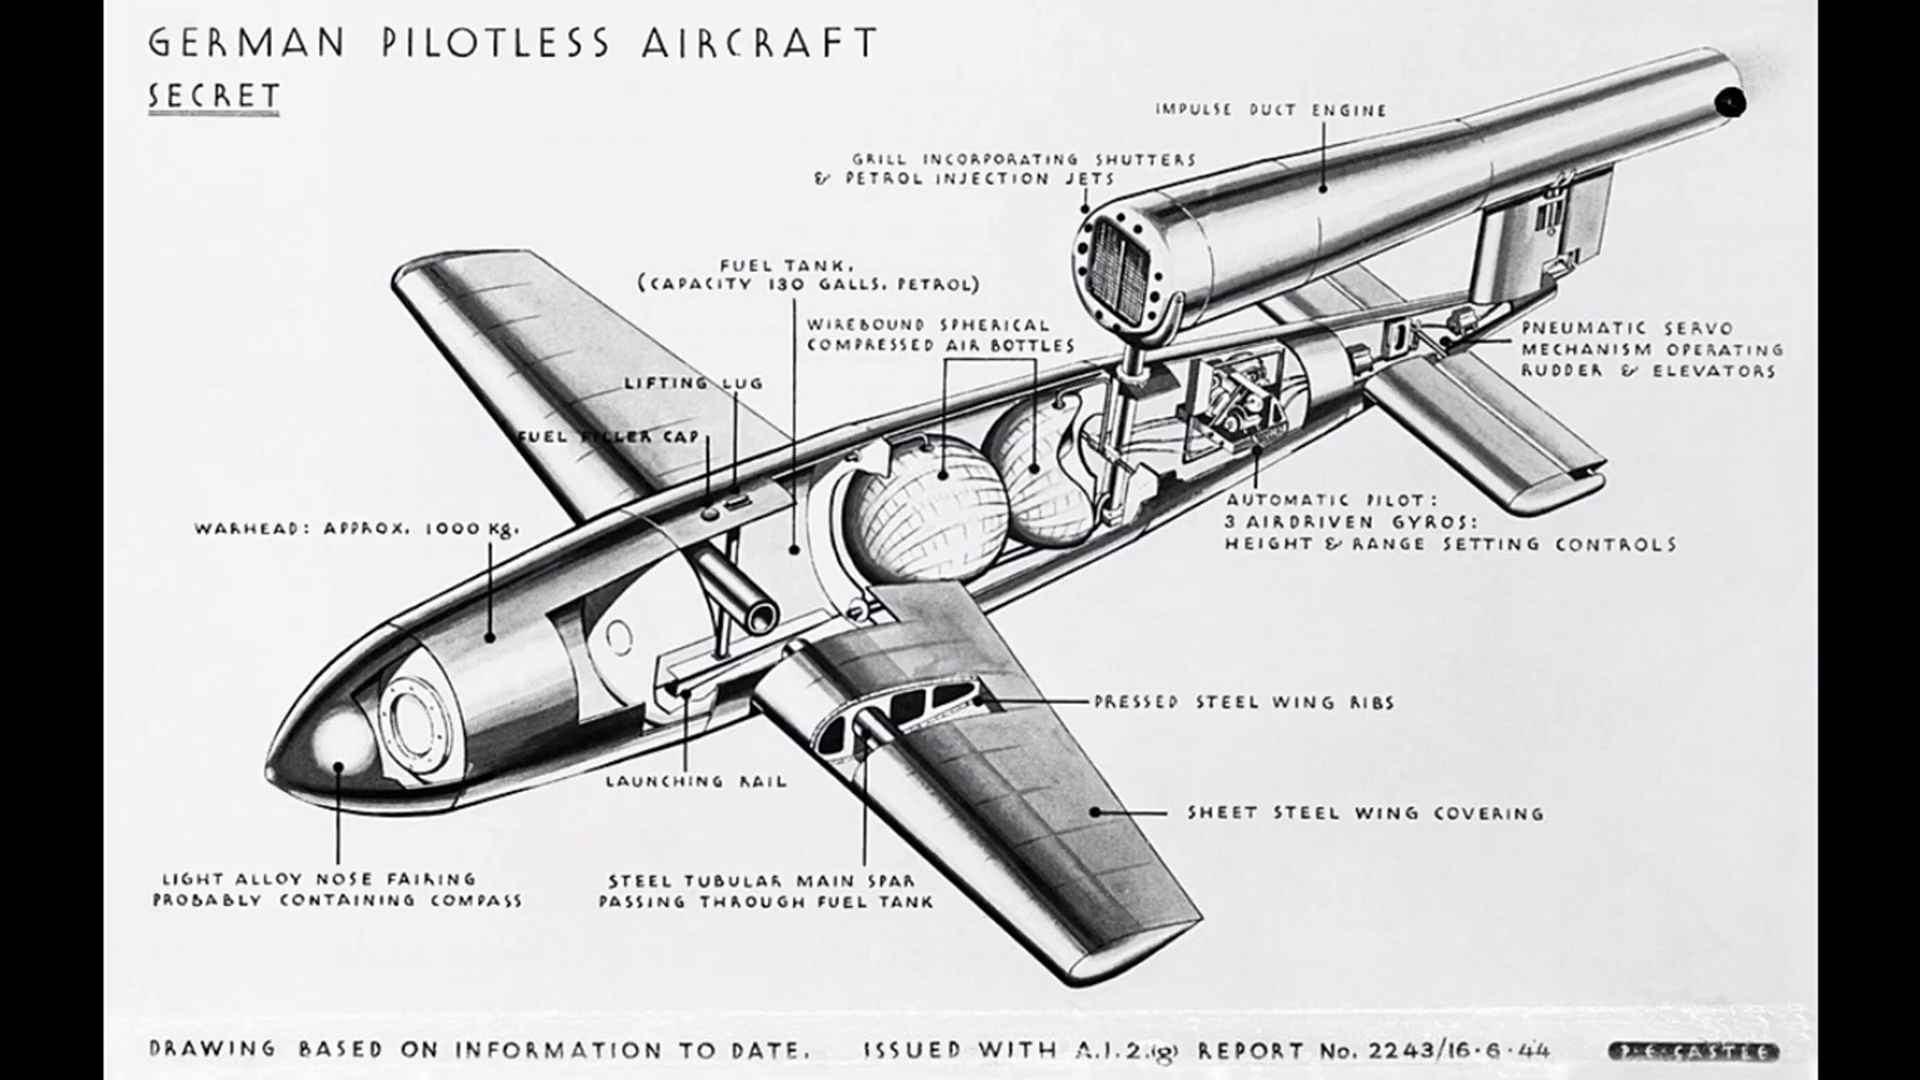 GERMAN PILOTLESS AIRCRAFT
SECRET
IMPULSE DUCT ENGINE
GRILL INCORPORATING SHUTTERS
& PETROL INJECTION JETS
FUEL TANK.
(CAPACITY 130 GALLS. PETROL)
WIREBOUND SPHERICAL
COMPRESSED AIR BOTTLES
PNEUMATIC SERVO
MECHANISM OPERATING
RUDDER & ELEVATORS
LIFTING LUG
FUEL FILLER CAP
AUTOMATIC PILOT:
3 AIRDRIVEN GYROS:
HEIGHT & RANGE SETTING CONTROLS
WARHEAD: APPROX. 1000 Kg.
PRESSED STEEL WING RIBS
LAUNCHING RAIL
SHEET STEEL WING COVERING
LIGHT ALLOY NOSE FAIRING
PROBABLY CONTAINING COMPASS
STEEL TUBULAR MAIN SPAR
PASSING THROUGH FUEL TANK
DRAWING BASED ON INFORMATION TO DATE. ISSUED WITH A.I.2.(g) REPORT No. 2243/16·6·44
P·E·CASTLE